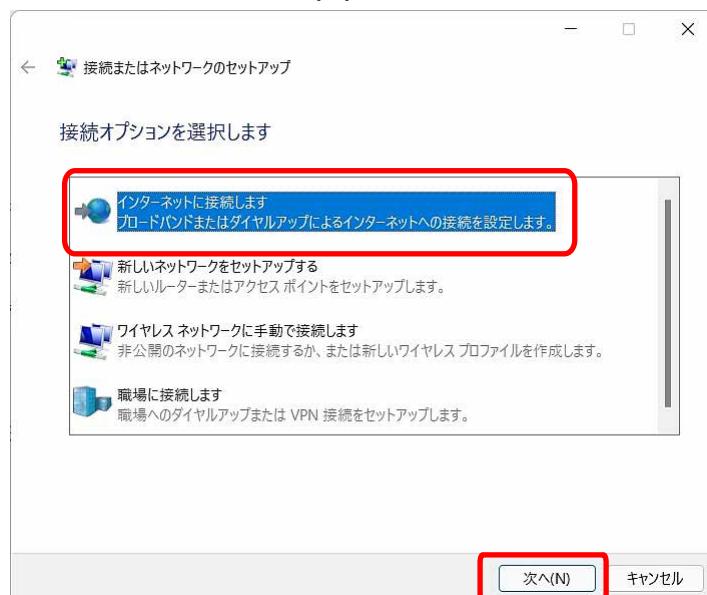 接続またはネットワークのセットアップ
接続オプションを選択します
インターネットに接続します
ブロードバンドまたはダイヤルアップによるインターネットへの接続を設定します。
新しいネットワークをセットアップする
新しいルーターまたはアクセス ポイントをセットアップします。
ワイヤレス ネットワークに手動で接続します
非公開のネットワークに接続するか、または新しいワイヤレス プロファイルを作成します。
職場に接続します
職場へのダイヤルアップまたは VPN 接続をセットアップします。
次へ(N)
キャンセル